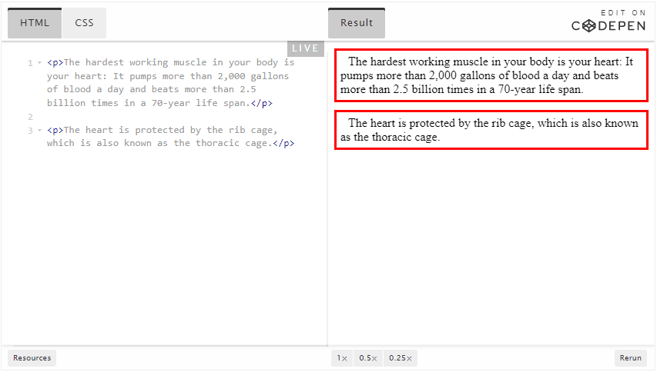 HTML
CSS
Result
EDIT ON
CODEPEN
LIVE
1 <p>The hardest working muscle in your body is
your heart: It pumps more than 2,000 gallons
of blood a day and beats more than 2.5
billion times in a 70-year life span.</p>
2
3 <p>The heart is protected by the rib cage,
which is also known as the thoracic cage.</p>
The hardest working muscle in your body is your heart: It
pumps more than 2,000 gallons of blood a day and beats
more than 2.5 billion times in a 70-year life span.
The heart is protected by the rib cage, which is also known
as the thoracic cage.
Resources
1x
0.5x
0.25x
Rerun